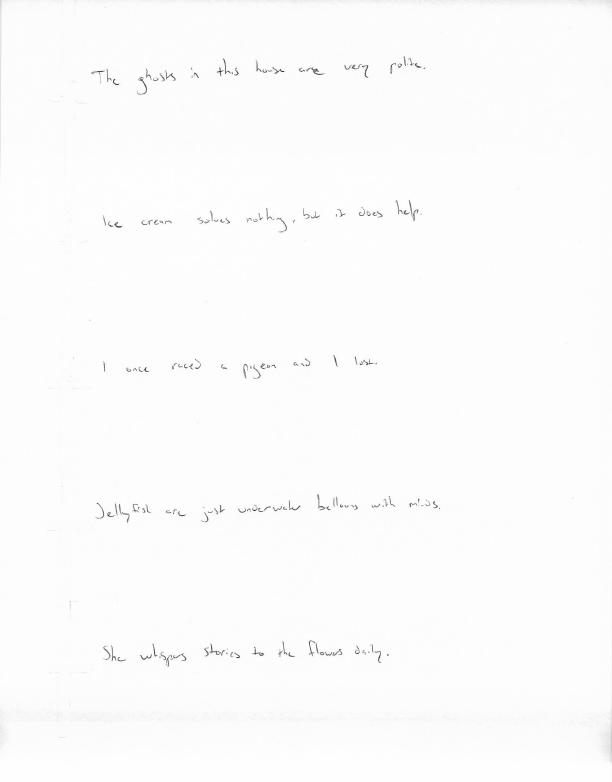 The ghosts in this house are very polite.
Ice cream solves nothing, but it does help.
I once raced a pigeon and I lost.
Jellyfish are just underwater balloons with minds.
She whispers stories to the flowers daily.